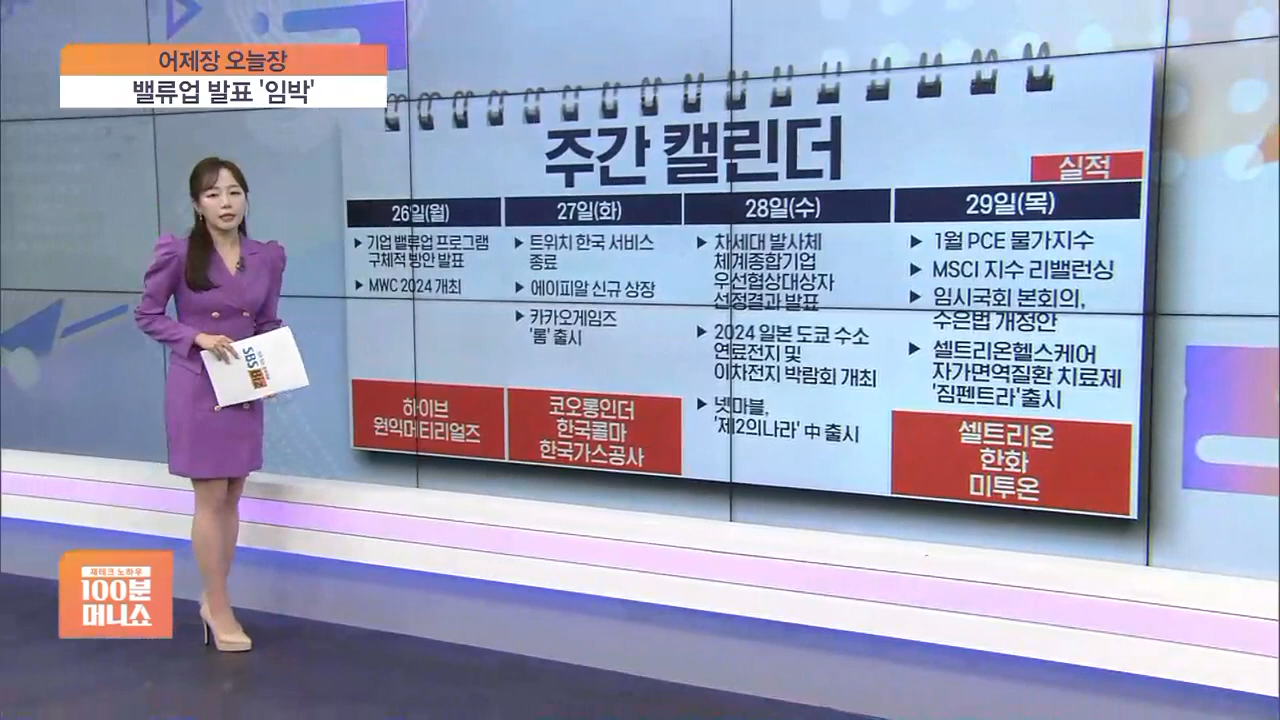 어제장 오늘장
밸류업 발표 '임박'
주간 캘린더
실적
26일(월)
▶ 기업 밸류업 프로그램
구체적 방안 발표
▶ MWC 2024 개최
하이브
원익머티리얼즈
27일(화)
▶ 트위치 한국 서비스
종료
▶ 에이피알 신규 상장
▶ 카카오게임즈
'롬' 출시
코오롱인더
한국콜마
한국가스공사
28일(수)
▶ 차세대 발사체
체계종합기업
우선협상대상자
선정결과 발표
▶ 2024 일본 도쿄 수소
연료전지 및
이차전지 박람회 개최
▶ 넷마블,
'제2의나라' 中 출시
29일(목)
▶ 1월 PCE 물가지수
▶ MSCI 지수 리밸런싱
▶ 임시국회 본회의,
수은법 개정안
▶ 셀트리온헬스케어
자가면역질환 치료제
'짐펜트라'출시
셀트리온
한화
미투온
SBS Biz
재테크 노하우
100분
머니쇼